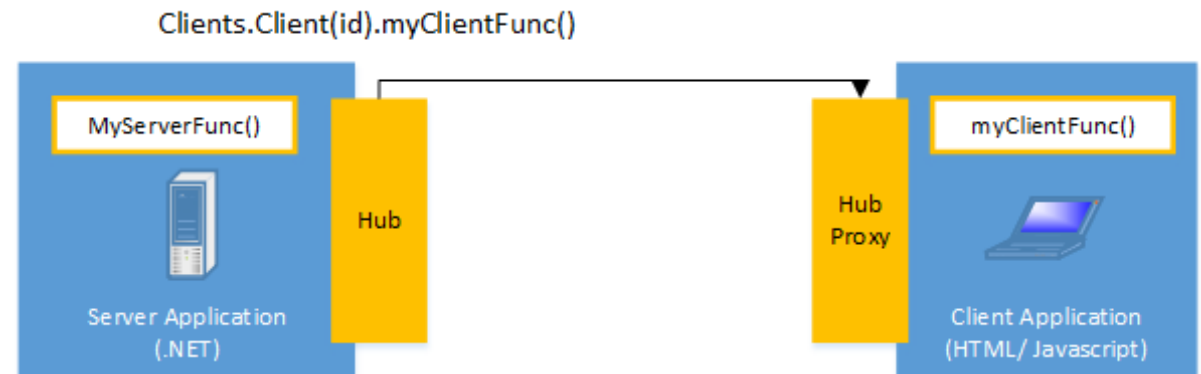 Clients.Client(id).myClientFunc()
MyServerFunc()
Hub
Server Application
(.NET)
Hub
Proxy
myClientFunc()
Client Application
(HTML/ Javascript)